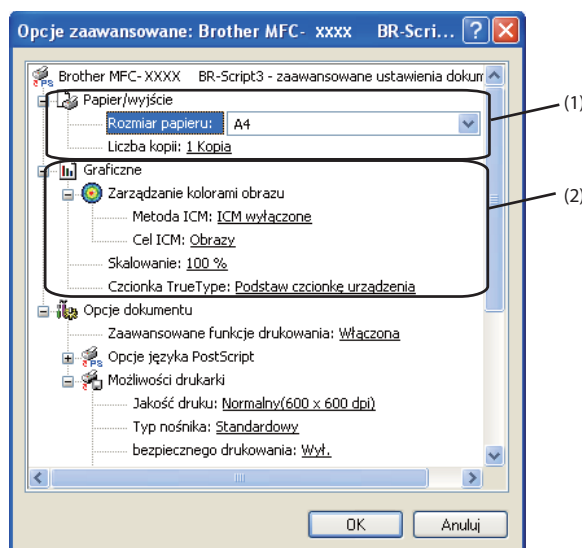 Opcje zaawansowane: Brother MFC- xxxx BR-Scri...
Brother MFC-XXXX BR-Script3 - zaawansowane ustawienia dokum
Papier/wyjście
(1)
Rozmiar papieru: A4
Liczba kopii: 1 Kopia
Graficzne
(2)
Zarządzanie kolorami obrazu
Metoda ICM: ICM wyłączone
Cel ICM: Obrazy
Skalowanie: 100 %
Czcionka TrueType: Podstaw czcionkę urządzenia
Opcje dokumentu
Zaawansowane funkcje drukowania: Włączona
Opcje języka PostScript
Możliwości drukarki
Jakość druku: Normalny(600 x 600 dpi)
Typ nośnika: Standardowy
bezpiecznego drukowania: Wył.
OK Anuluj